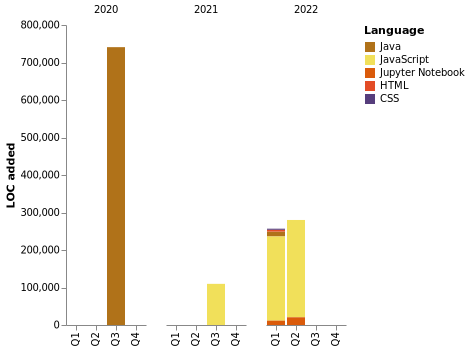 2020 2021 2022
Language
Java
JavaScript
Jupyter Notebook
HTML
CSS
LOC added
800,000
700,000
600,000
500,000
400,000
300,000
200,000
100,000
0
Q1 Q2 Q3 Q4 Q1 Q2 Q3 Q4 Q1 Q2 Q3 Q4